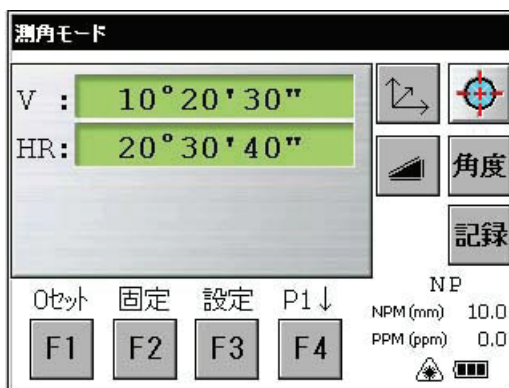 測角モード
V : 10°20'30"
HR: 20°30'40"
角度
記録
0セット 固定 設定 P1↓
F1 F2 F3 F4
NP
NPM (mm) 10.0
PPM (ppm) 0.0